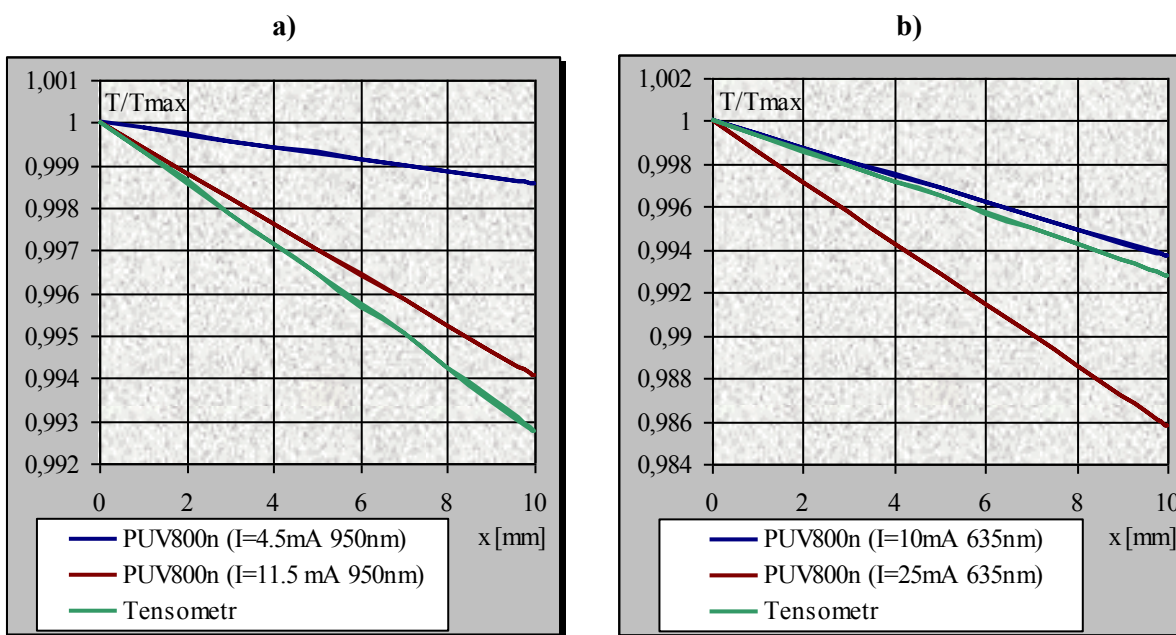 a)
1,001
T/Tmax
1
0,999
0,998
0,997
0,996
0,995
0,994
0,993
0,992
0 2 4 6 8 10
x [mm]
PUV800n (I=4.5mA 950nm)
PUV800n (I=11.5 mA 950nm)
Tensometr
b)
1,002
T/Tmax
1
0,998
0,996
0,994
0,992
0,99
0,988
0,986
0,984
0 2 4 6 8 10
x [mm]
PUV800n (I=10mA 635nm)
PUV800n (I=25mA 635nm)
Tensometr